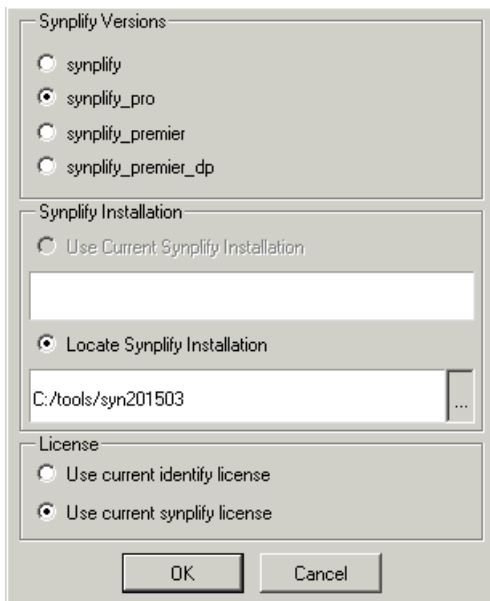 Synplify Versions
synplify
synplify_pro
synplify_premier
synplify_premier_dp
Synplify Installation
Use Current Synplify Installation
Locate Synplify Installation
C:/tools/syn201503
...
License
Use current identify license
Use current synplify license
OK
Cancel